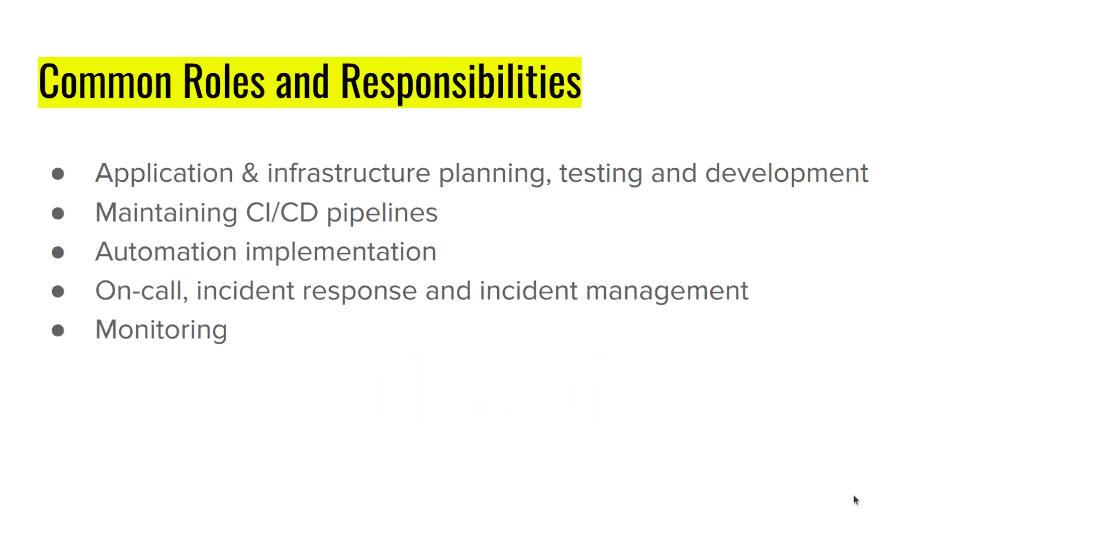 Common Roles and Responsibilities
● Application & infrastructure planning, testing and development
● Maintaining CI/CD pipelines
● Automation implementation
● On-call, incident response and incident management
● Monitoring